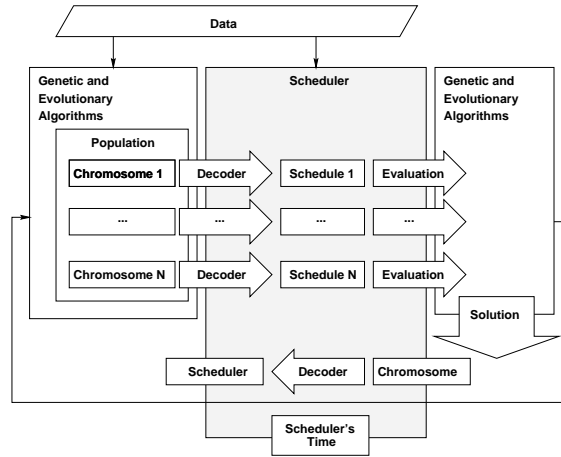 Data
Genetic and
Evolutionary
Algorithms
Scheduler
Genetic and
Evolutionary
Algorithms
Population
Chromosome 1
Decoder
Schedule 1
Evaluation
...
...
...
...
Chromosome N
Decoder
Schedule N
Evaluation
Solution
Scheduler
Decoder
Chromosome
Scheduler's
Time